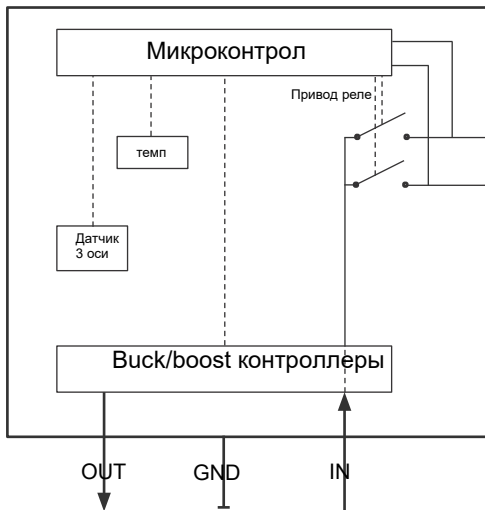 Микроконтрол
Привод реле
темп
Датчик
3 оси
Buck/boost контроллеры
OUT
GND
IN